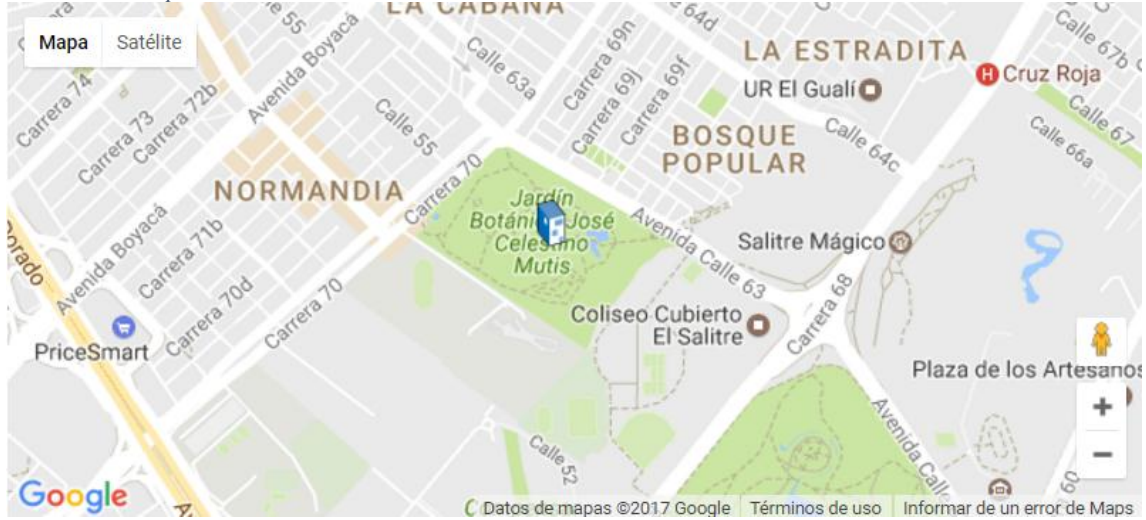 LA CABAÑA
Mapa
Satélite
Carrera 74
Carrera 73
Carrera 72b
Avenida Boyacá
Calle 63a
Calle 55
Carrera 69n
Carrera 69j
Carrera 69f
64d
LA ESTRADITA
UR El Gualí
H
Cruz Roja
Calle 67b
Calle 67
Calle 66a
Calle 64c
BOSQUE
POPULAR
NORMANDIA
Carrera 70
Jardín
Botánico José
Celestino
Mutis
Avenida Calle 63
Salitre Mágico
Carrera 68
Dorado
Avenida Boyacá
Carrera 71b
Carrera 70d
Carrera 70
PriceSmart
Coliseo Cubierto
El Salitre
Plaza de los Artesanos
Avenida Calle
Calle 52
60
+
−
Google
Datos de mapas ©2017 Google
Términos de uso
Informar de un error de Maps